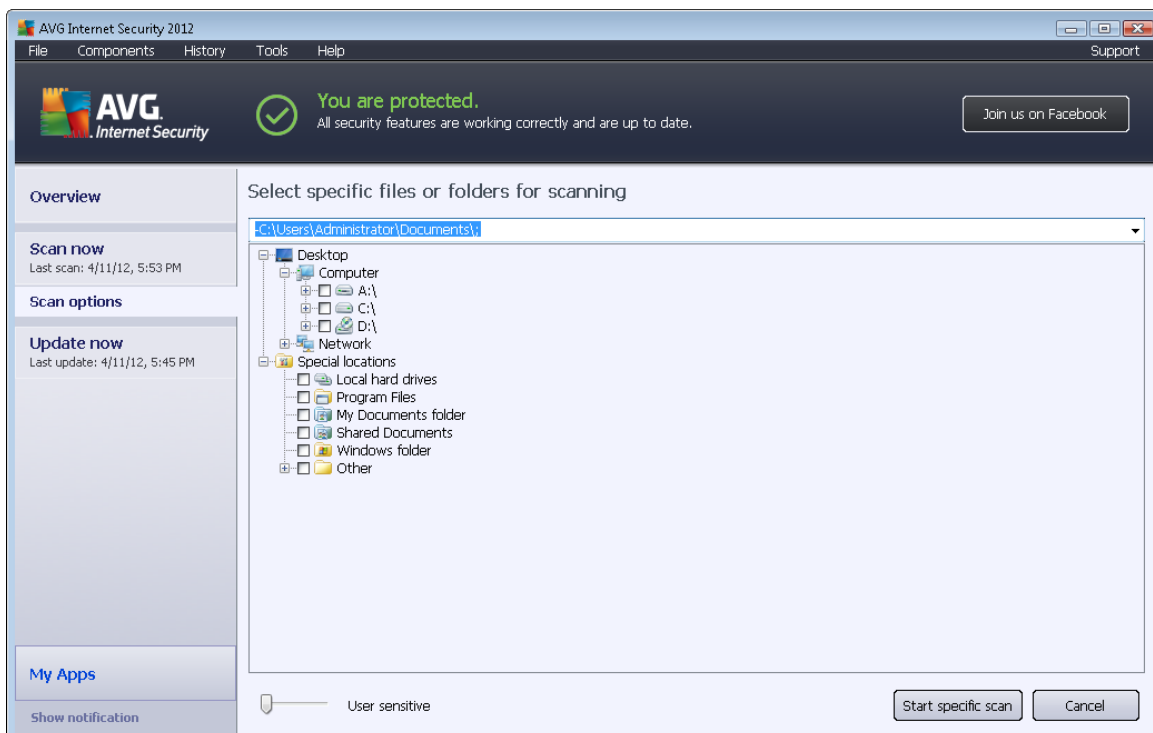 AVG Internet Security 2012
File Components History Tools Help Support
AVG.
Internet Security
You are protected.
All security features are working correctly and are up to date.
Join us on Facebook
Overview
Scan now
Last scan: 4/11/12, 5:53 PM
Scan options
Update now
Last update: 4/11/12, 5:45 PM
My Apps
Show notification
Select specific files or folders for scanning
-C:\Users\Administrator\Documents\;
Desktop
Computer
A:\
C:\
D:\
Network
Special locations
Local hard drives
Program Files
My Documents folder
Shared Documents
Windows folder
Other
User sensitive
Start specific scan
Cancel